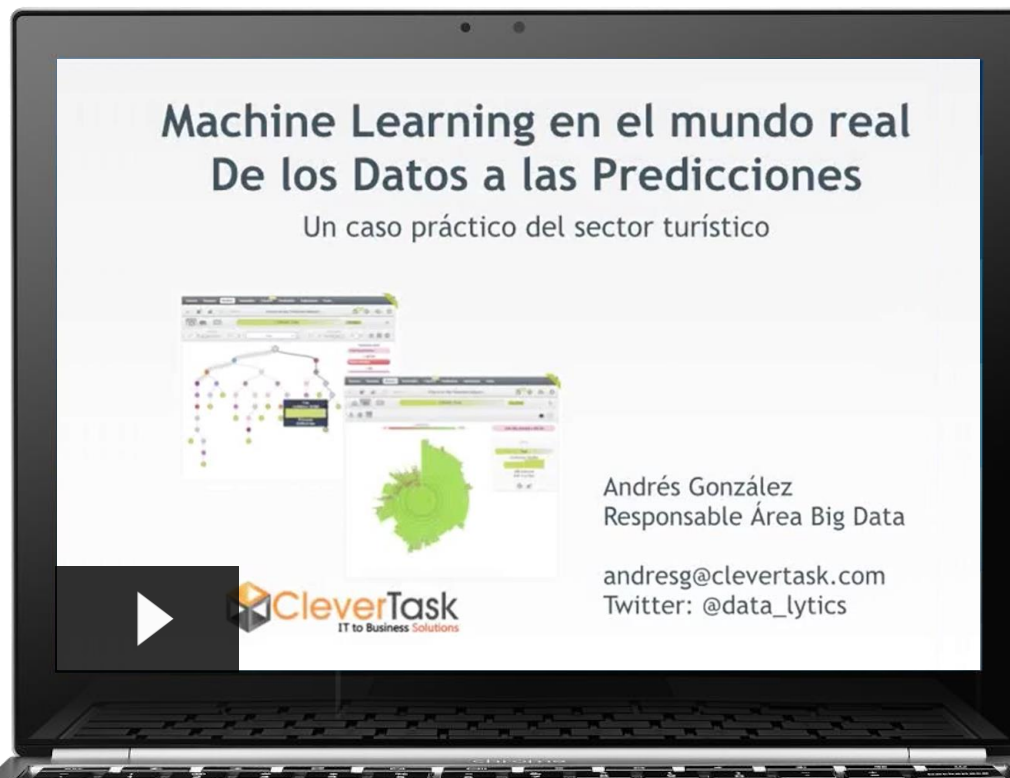 Machine Learning en el mundo real
De los Datos a las Predicciones
Un caso práctico del sector turístico
Andrés González
Responsable Área Big Data
andresg@clevertask.com
Twitter: @data_lytics
CleverTask
IT to Business Solutions
chrome